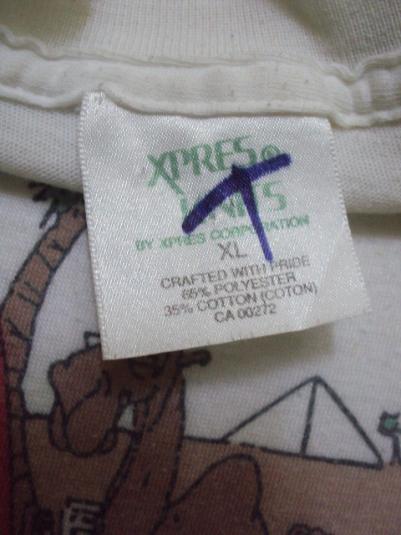 XPRES®
BY XPRES CORPORATION
XL
CRAFTED WITH PRIDE
65% POLYESTER
35% COTTON (COTON)
CA 00272